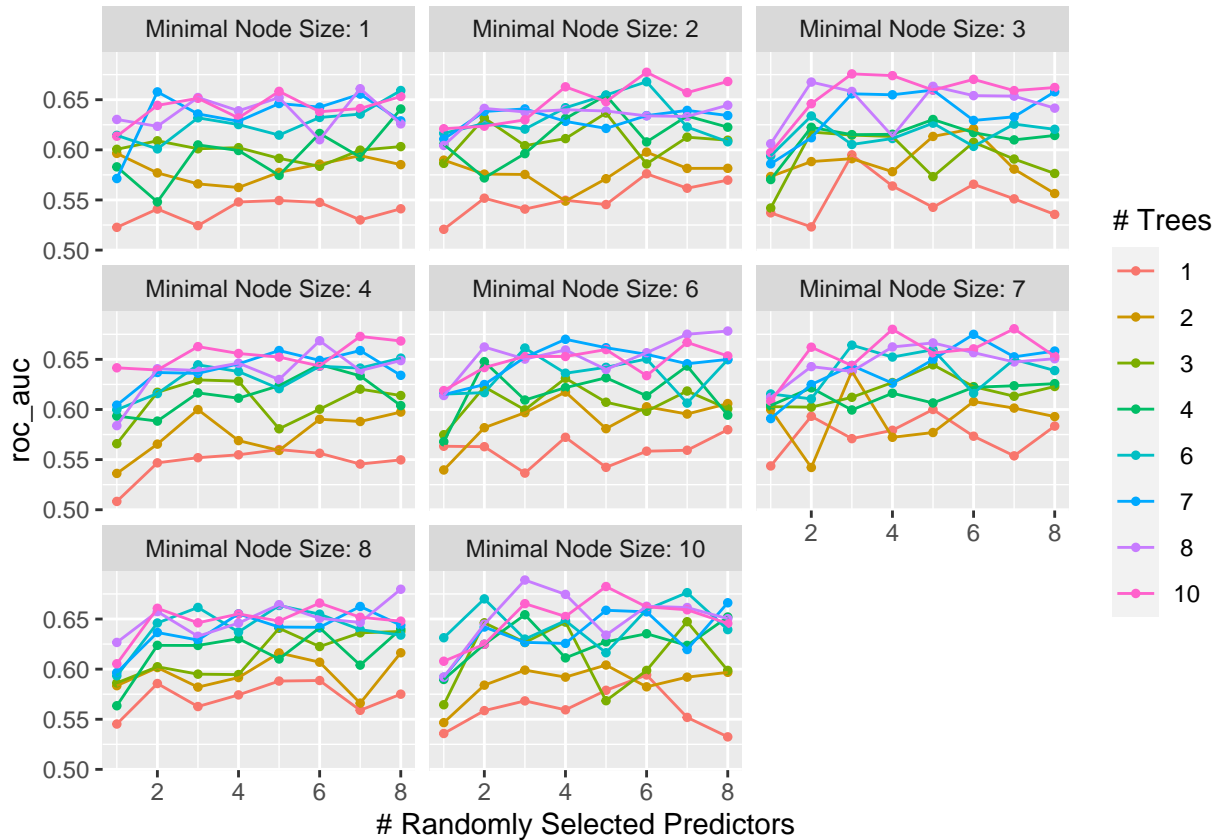 Minimal Node Size: 1
Minimal Node Size: 2
Minimal Node Size: 3
0.65
0.60
0.55
0.50
Minimal Node Size: 4
Minimal Node Size: 6
Minimal Node Size: 7
0.65
0.60
0.55
0.50
2 4 6 8
Minimal Node Size: 8
Minimal Node Size: 10
0.65
0.60
0.55
0.50
2 4 6 8
2 4 6 8
roc_auc
# Randomly Selected Predictors
# Trees
1
2
3
4
6
7
8
10